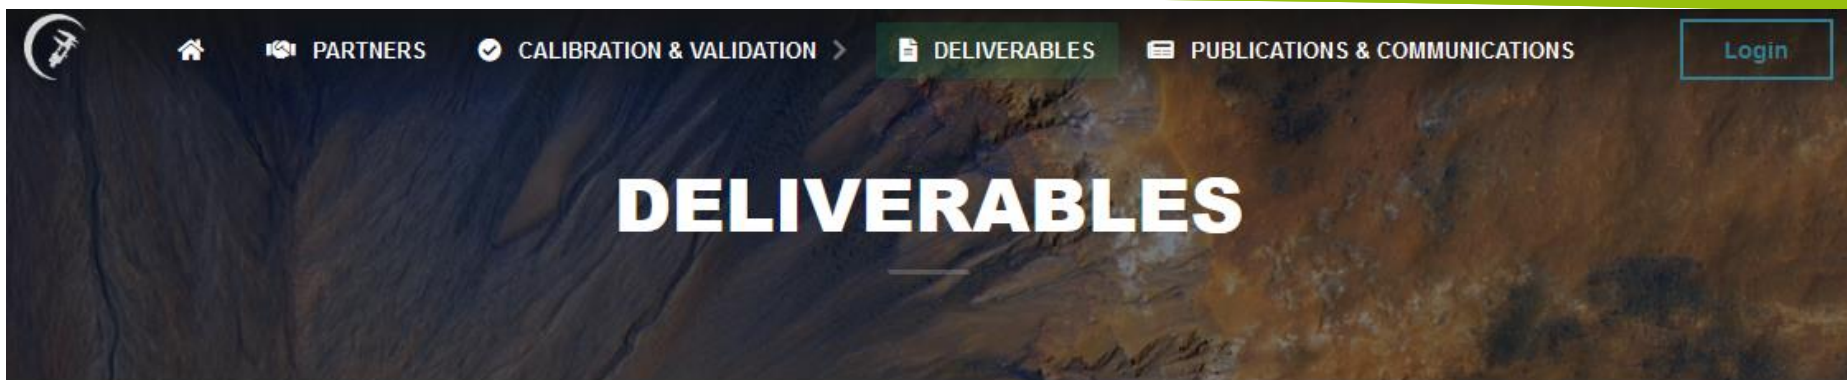 PARTNERS CALIBRATION & VALIDATION DELIVERABLES PUBLICATIONS & COMMUNICATIONS Login
DELIVERABLES